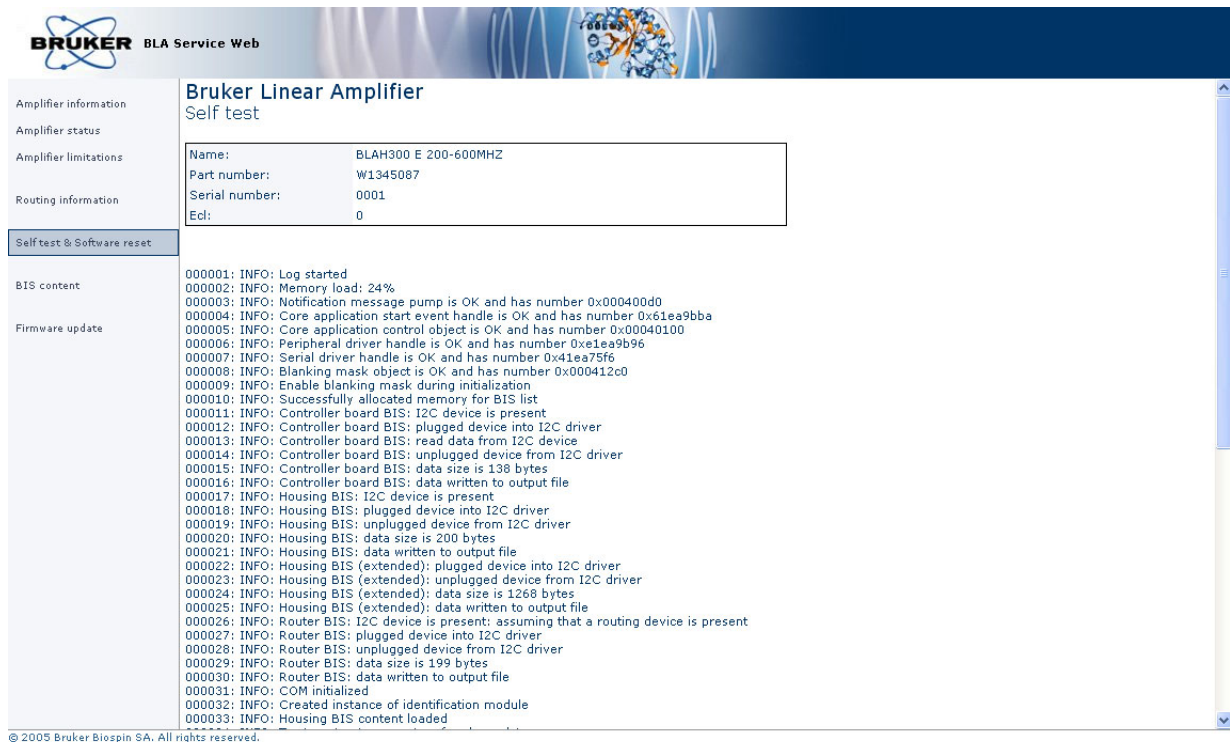 BRUKER BLA Service Web
Amplifier information
Amplifier status
Amplifier limitations
Routing information
Self test & Software reset
BIS content
Firmware update
Bruker Linear Amplifier
Self test
Name: BLAH300 E 200-600MHZ
Part number: W1345087
Serial number: 0001
Ecl: 0
000001: INFO: Log started
000002: INFO: Memory load: 24%
000003: INFO: Notification message pump is OK and has number 0x000400d0
000004: INFO: Core application start event handle is OK and has number 0x61ea9bba
000005: INFO: Core application control object is OK and has number 0x00040100
000006: INFO: Peripheral driver handle is OK and has number 0xe1ea9b96
000007: INFO: Serial driver handle is OK and has number 0x41ea75f6
000008: INFO: Blanking mask object is OK and has number 0x000412c0
000009: INFO: Enable blanking mask during initialization
000010: INFO: Successfully allocated memory for BIS list
000011: INFO: Controller board BIS: I2C device is present
000012: INFO: Controller board BIS: plugged device into I2C driver
000013: INFO: Controller board BIS: read data from I2C device
000014: INFO: Controller board BIS: unplugged device from I2C driver
000015: INFO: Controller board BIS: data size is 138 bytes
000016: INFO: Controller board BIS: data written to output file
000017: INFO: Housing BIS: I2C device is present
000018: INFO: Housing BIS: plugged device into I2C driver
000019: INFO: Housing BIS: unplugged device from I2C driver
000020: INFO: Housing BIS: data size is 200 bytes
000021: INFO: Housing BIS: data written to output file
000022: INFO: Housing BIS (extended): plugged device into I2C driver
000023: INFO: Housing BIS (extended): unplugged device from I2C driver
000024: INFO: Housing BIS (extended): data size is 1268 bytes
000025: INFO: Housing BIS (extended): data written to output file
000026: INFO: Router BIS: I2C device is present: assuming that a routing device is present
000027: INFO: Router BIS: plugged device into I2C driver
000028: INFO: Router BIS: unplugged device from I2C driver
000029: INFO: Router BIS: data size is 199 bytes
000030: INFO: Router BIS: data written to output file
000031: INFO: COM initialized
000032: INFO: Created instance of identification module
000033: INFO: Housing BIS content loaded
© 2005 Bruker Biospin SA. All rights reserved.